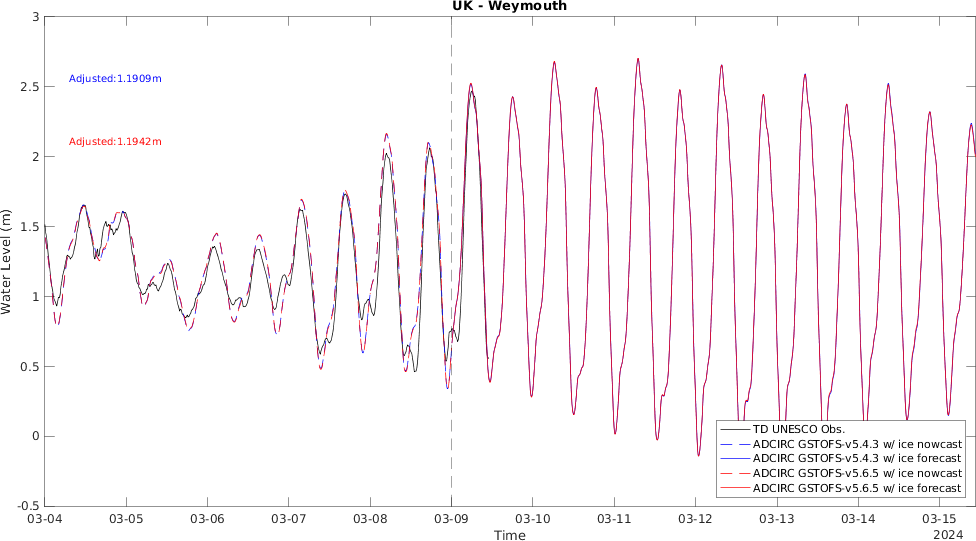 UK - Weymouth
3
2.5
2
1.5
1
0.5
0
-0.5
Water Level (m)
Adjusted:1.1909m
Adjusted:1.1942m
TD UNESCO Obs.
ADCIRC GSTOFS-v5.4.3 w/ ice nowcast
ADCIRC GSTOFS-v5.4.3 w/ ice forecast
ADCIRC GSTOFS-v5.6.5 w/ ice nowcast
ADCIRC GSTOFS-v5.6.5 w/ ice forecast
03-04 03-05 03-06 03-07 03-08 03-09 03-10 03-11 03-12 03-13 03-14 03-15
Time
2024